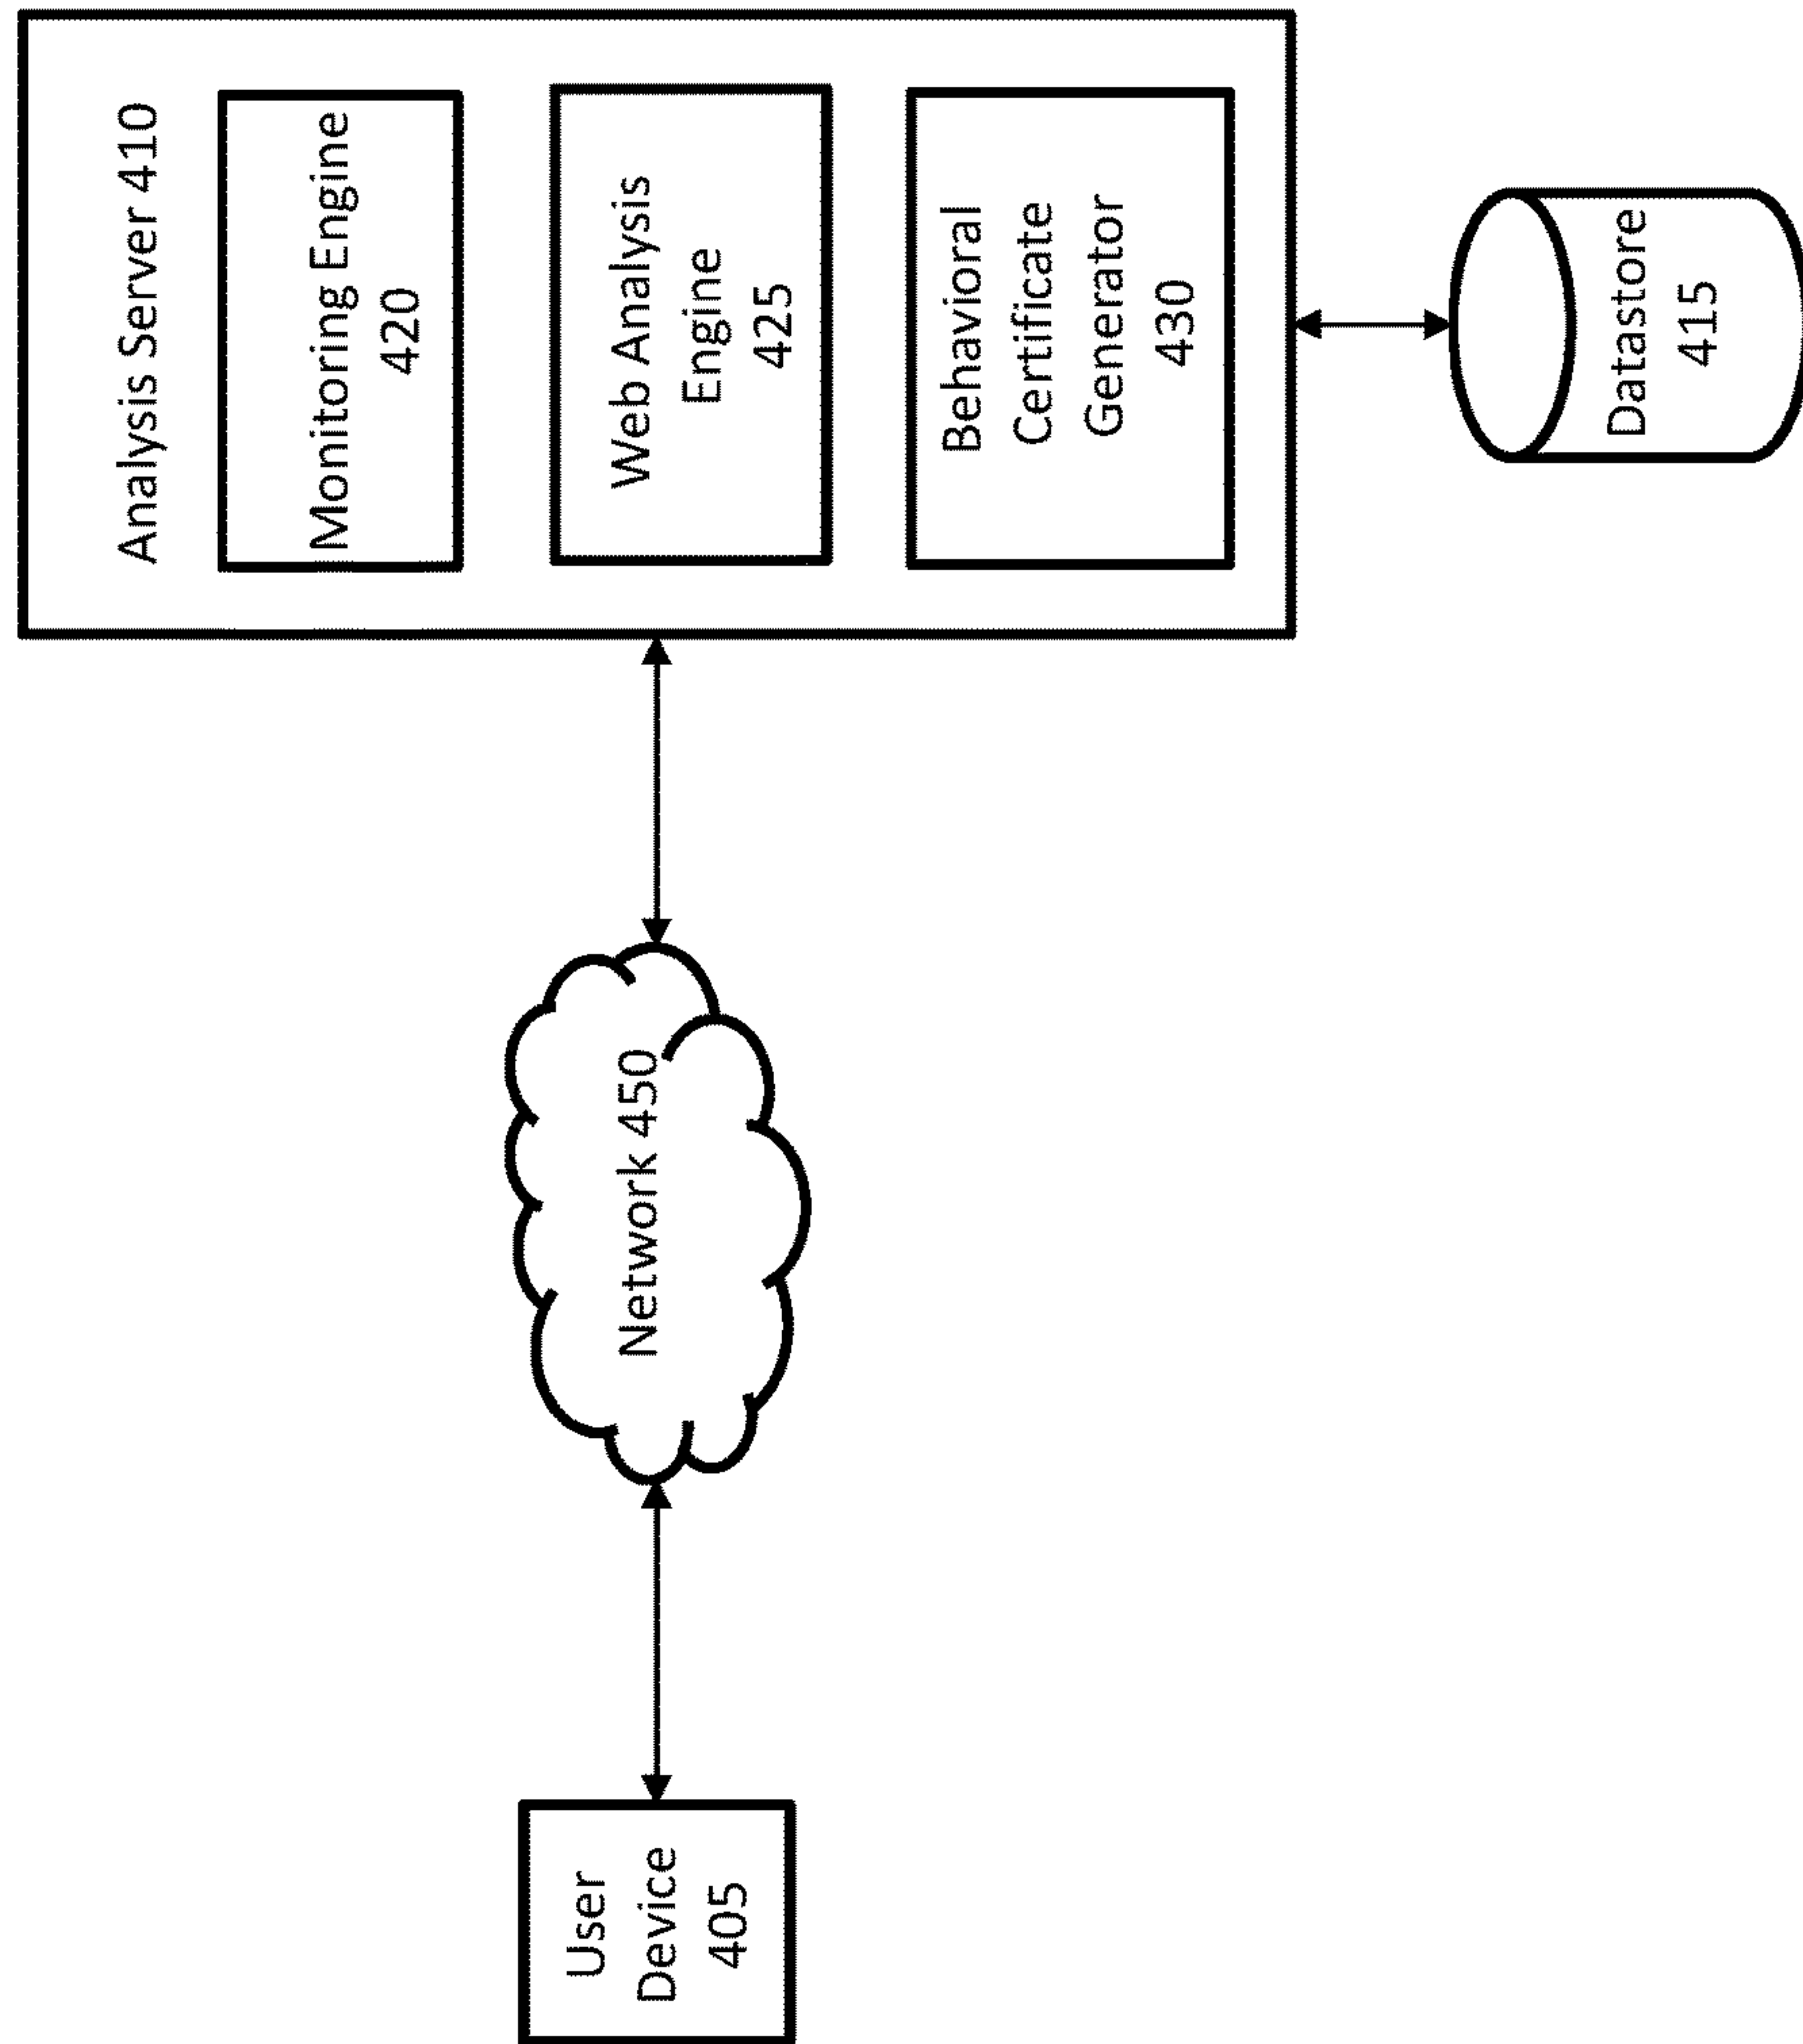 Analysis Server 410
Monitoring Engine
420
Web Analysis
Engine
425
Behavioral
Certificate
Generator
430
Datastore
415
Network 450
User
Device
405